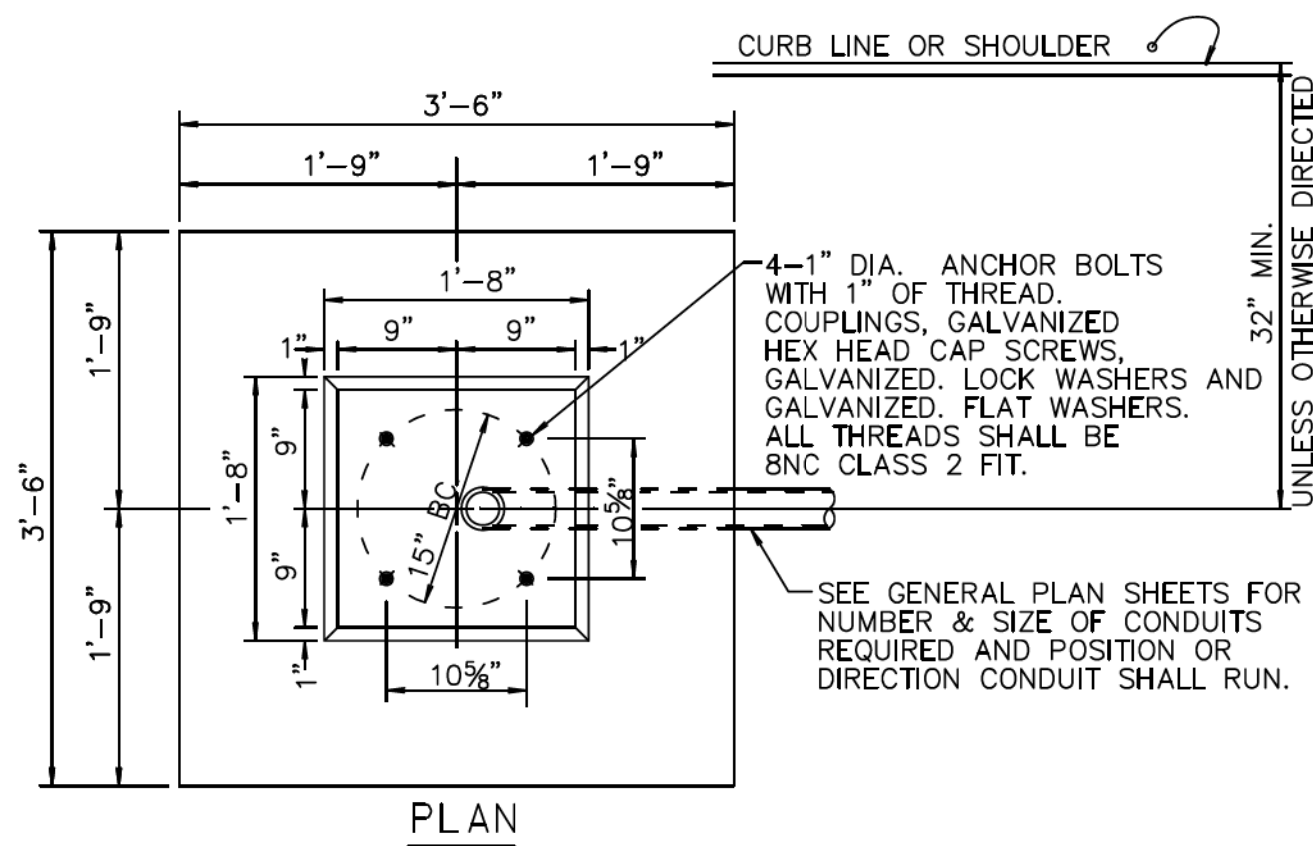 CURB LINE OR SHOULDER
3'-6"
1'-9"
1'-9"
UNLESS OTHERWISE DIRECTED
32" MIN.
4-1" DIA. ANCHOR BOLTS
WITH 1" OF THREAD.
COUPLINGS, GALVANIZED
HEX HEAD CAP SCREWS,
GALVANIZED. LOCK WASHERS AND
GALVANIZED. FLAT WASHERS.
ALL THREADS SHALL BE
8NC CLASS 2 FIT.
1'-8"
1"
9"
9"
1"
3'-6"
1'-9"
1'-9"
1'-8"
9"
9"
1"
15" BC
10⅝"
10⅝"
SEE GENERAL PLAN SHEETS FOR
NUMBER & SIZE OF CONDUITS
REQUIRED AND POSITION OR
DIRECTION CONDUIT SHALL RUN.
PLAN